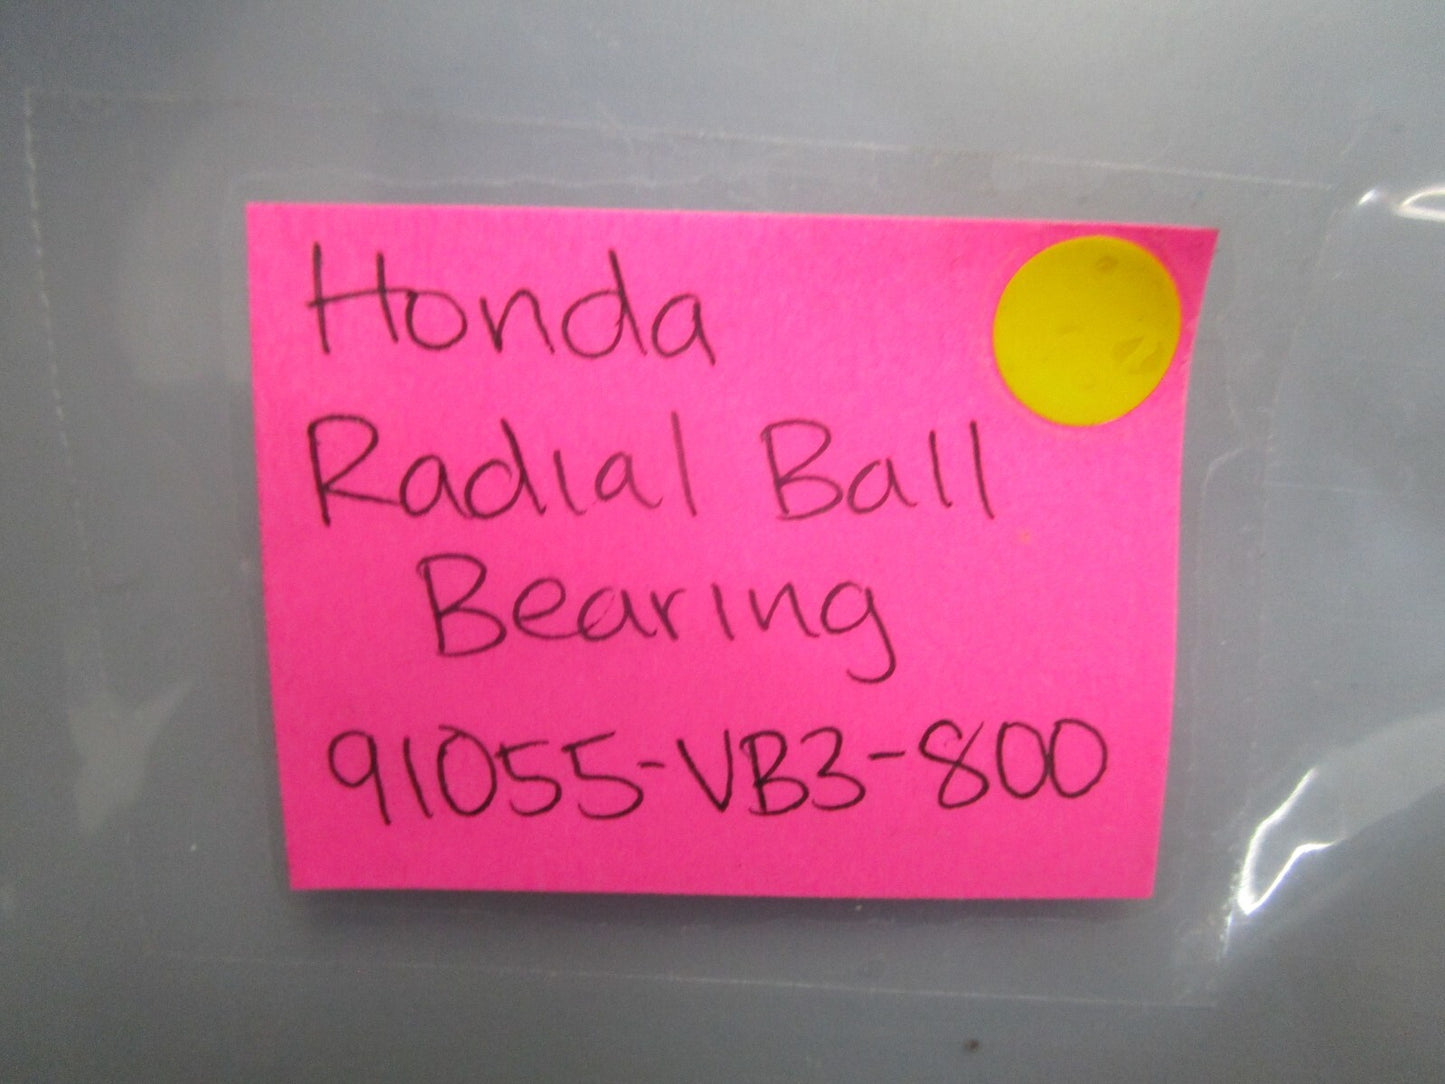 Honda
Radial Ball
Bearing
91055-VB3-800